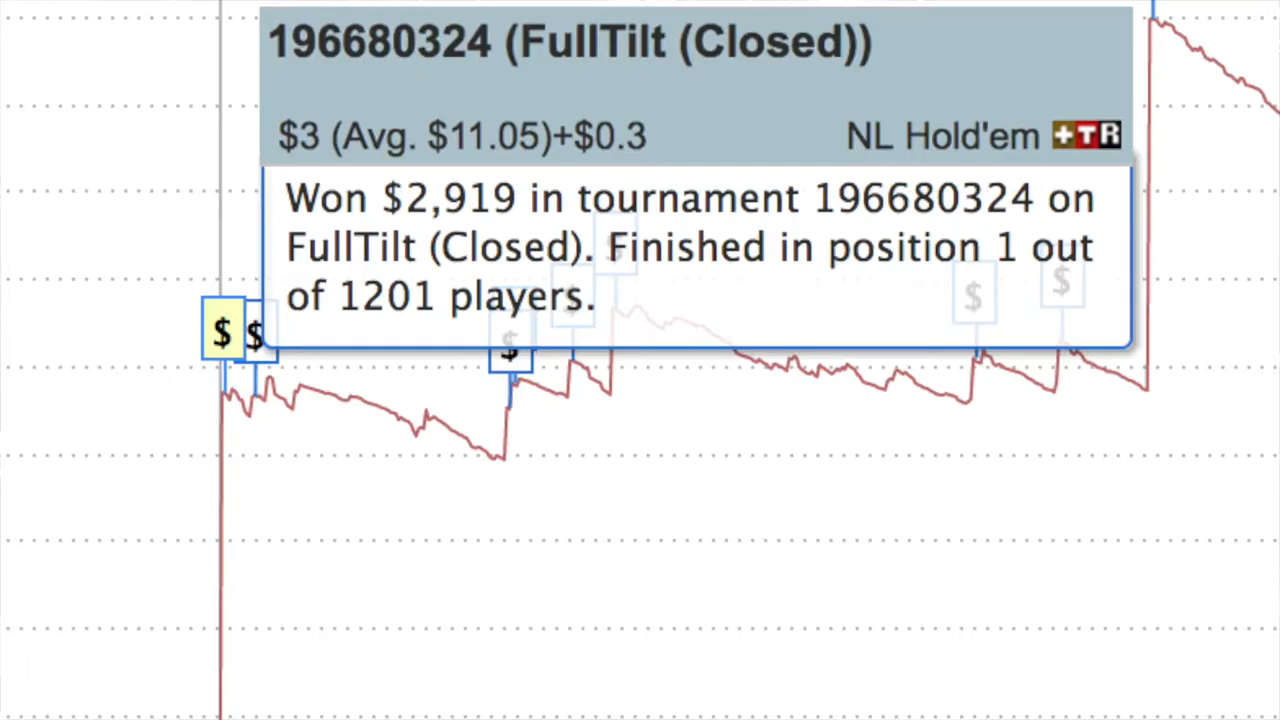 196680324 (FullTilt (Closed))
$3 (Avg. $11.05)+$0.3
NL Hold'em +TR
Won $2,919 in tournament 196680324 on
FullTilt (Closed). Finished in position 1 out
of 1201 players.
$ $ $ $ $ $ $